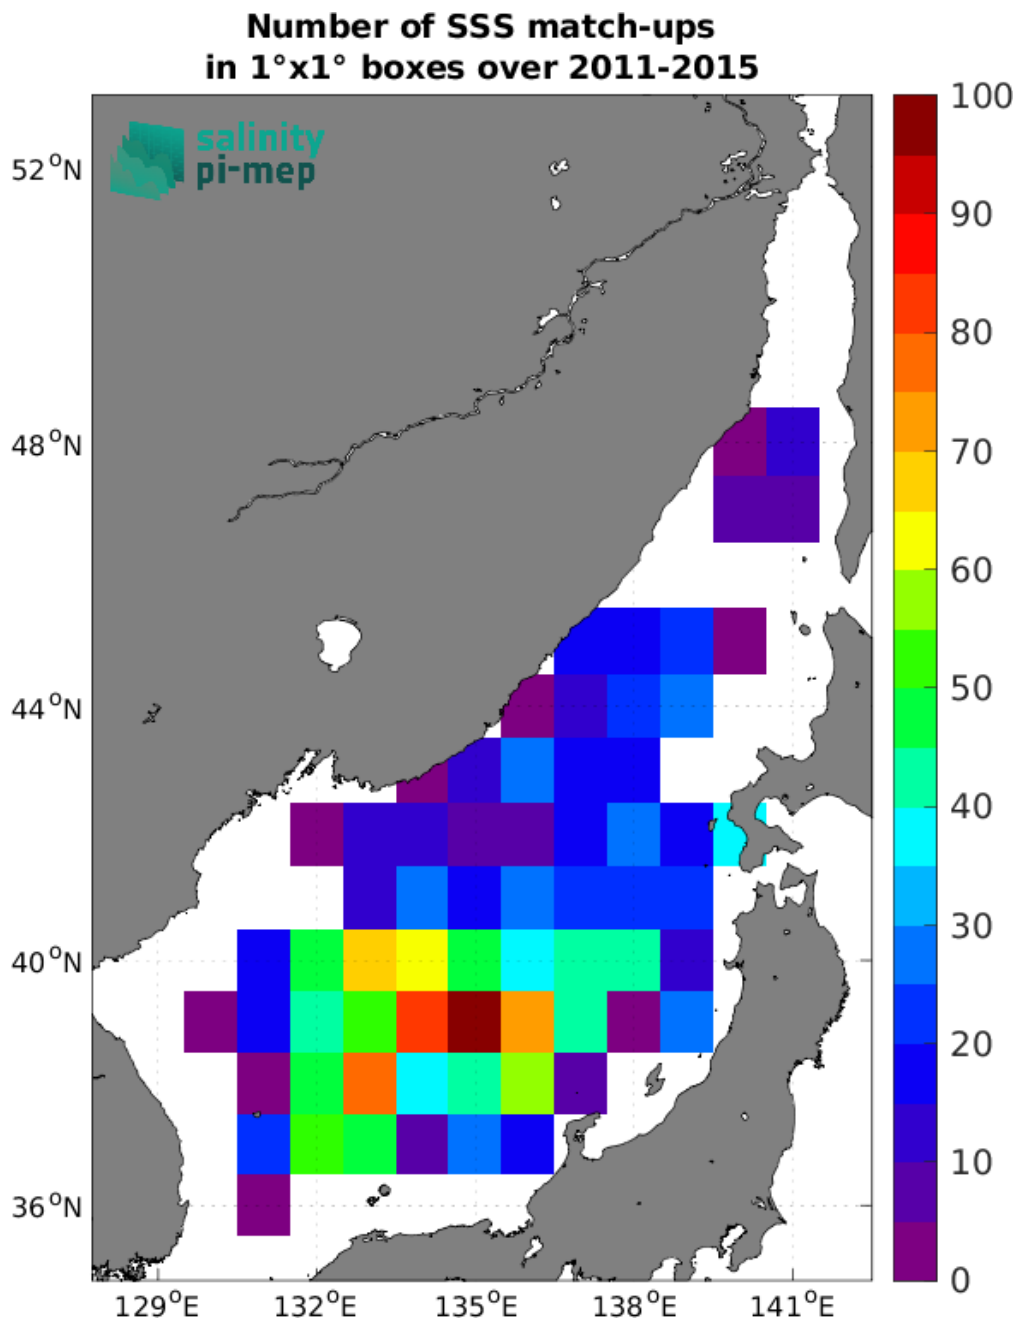 Number of SSS match-ups
in 1°x1° boxes over 2011-2015
salinity
pi-mep
52°N
48°N
44°N
40°N
36°N
129°E
132°E
135°E
138°E
141°E
100
90
80
70
60
50
40
30
20
10
0